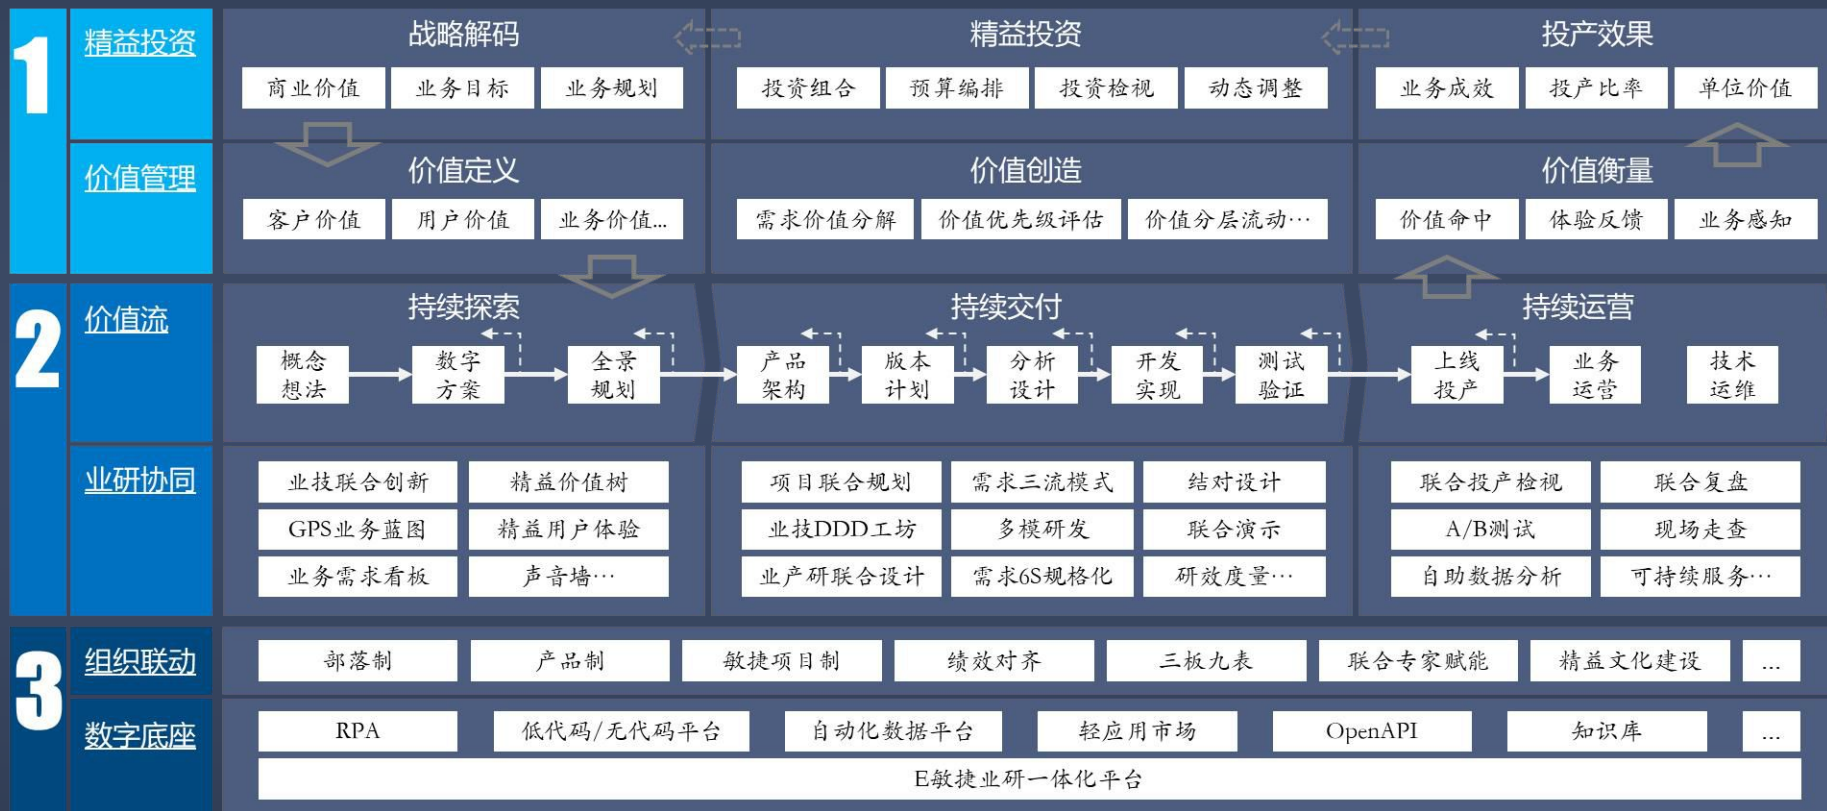 1
精益投资
战略解码
精益投资
投产效果
商业价值
业务目标
业务规划
投资组合
预算编排
投资检视
动态调整
业务成效
投产比率
单位价值
价值管理
价值定义
价值创造
价值衡量
客户价值
用户价值
业务价值...
需求价值分解
价值优先级评估
价值分层流动…
价值命中
体验反馈
业务感知
2
价值流
持续探索
持续交付
持续运营
概念
想法
数字
方案
全景
规划
产品
架构
版本
计划
分析
设计
开发
实现
测试
验证
上线
投产
业务
运营
技术
运维
业研协同
业技联合创新
精益价值树
GPS业务蓝图
精益用户体验
业务需求看板
声音墙…
项目联合规划
需求三流模式
结对设计
业技DDD工坊
多模研发
联合演示
业产研联合设计
需求6S规格化
研效度量…
联合投产检视
联合复盘
A/B测试
现场走查
自助数据分析
可持续服务…
3
组织联动
部落制
产品制
敏捷项目制
绩效对齐
三板九表
联合专家赋能
精益文化建设
...
数字底座
RPA
低代码/无代码平台
自动化数据平台
轻应用市场
OpenAPI
知识库
...
E敏捷业研一体化平台